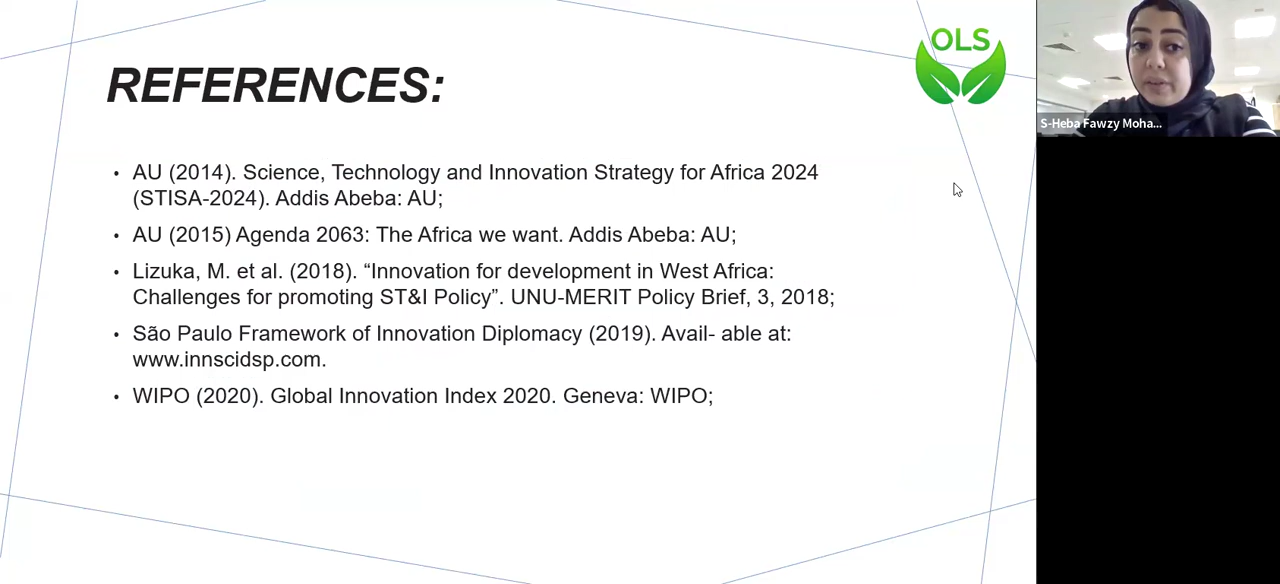 OLS
REFERENCES:
• AU (2014). Science, Technology and Innovation Strategy for Africa 2024
(STISA-2024). Addis Abeba: AU;
• AU (2015) Agenda 2063: The Africa we want. Addis Abeba: AU;
• Lizuka, M. et al. (2018). “Innovation for development in West Africa:
Challenges for promoting ST&I Policy”. UNU-MERIT Policy Brief, 3, 2018;
• São Paulo Framework of Innovation Diplomacy (2019). Avail- able at:
www.innscidsp.com.
• WIPO (2020). Global Innovation Index 2020. Geneva: WIPO;
S-Heba Fawzy Moha...